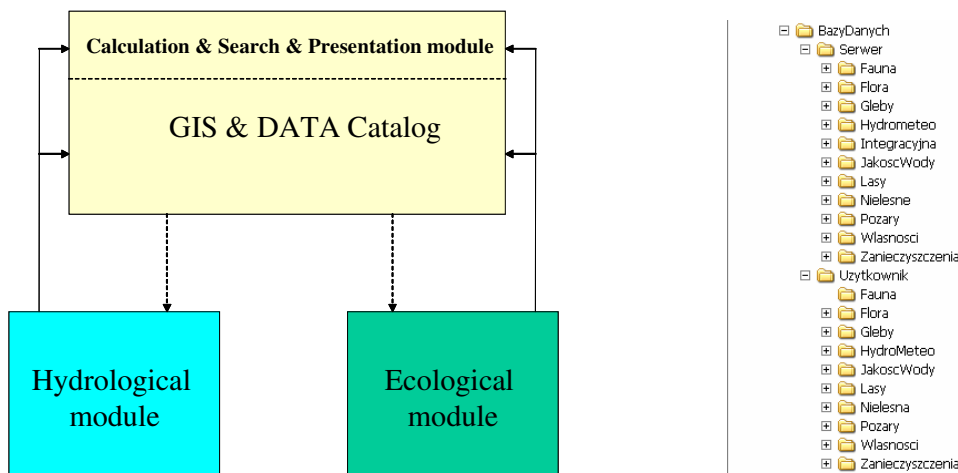 Calculation & Search & Presentation module
GIS & DATA Catalog
Hydrological
module
Ecological
module
BazyDanych
Serwer
Fauna
Flora
Gleby
Hydrometeo
Integracyjna
JakoscWody
Lasy
Nielesne
Pozary
Wlasnosci
Zanieczyszczenia
Uzytkownik
Fauna
Flora
Gleby
HydroMeteo
JakoscWody
Lasy
Nielesna
Pozary
Wlasnosci
Zanieczyszczenia